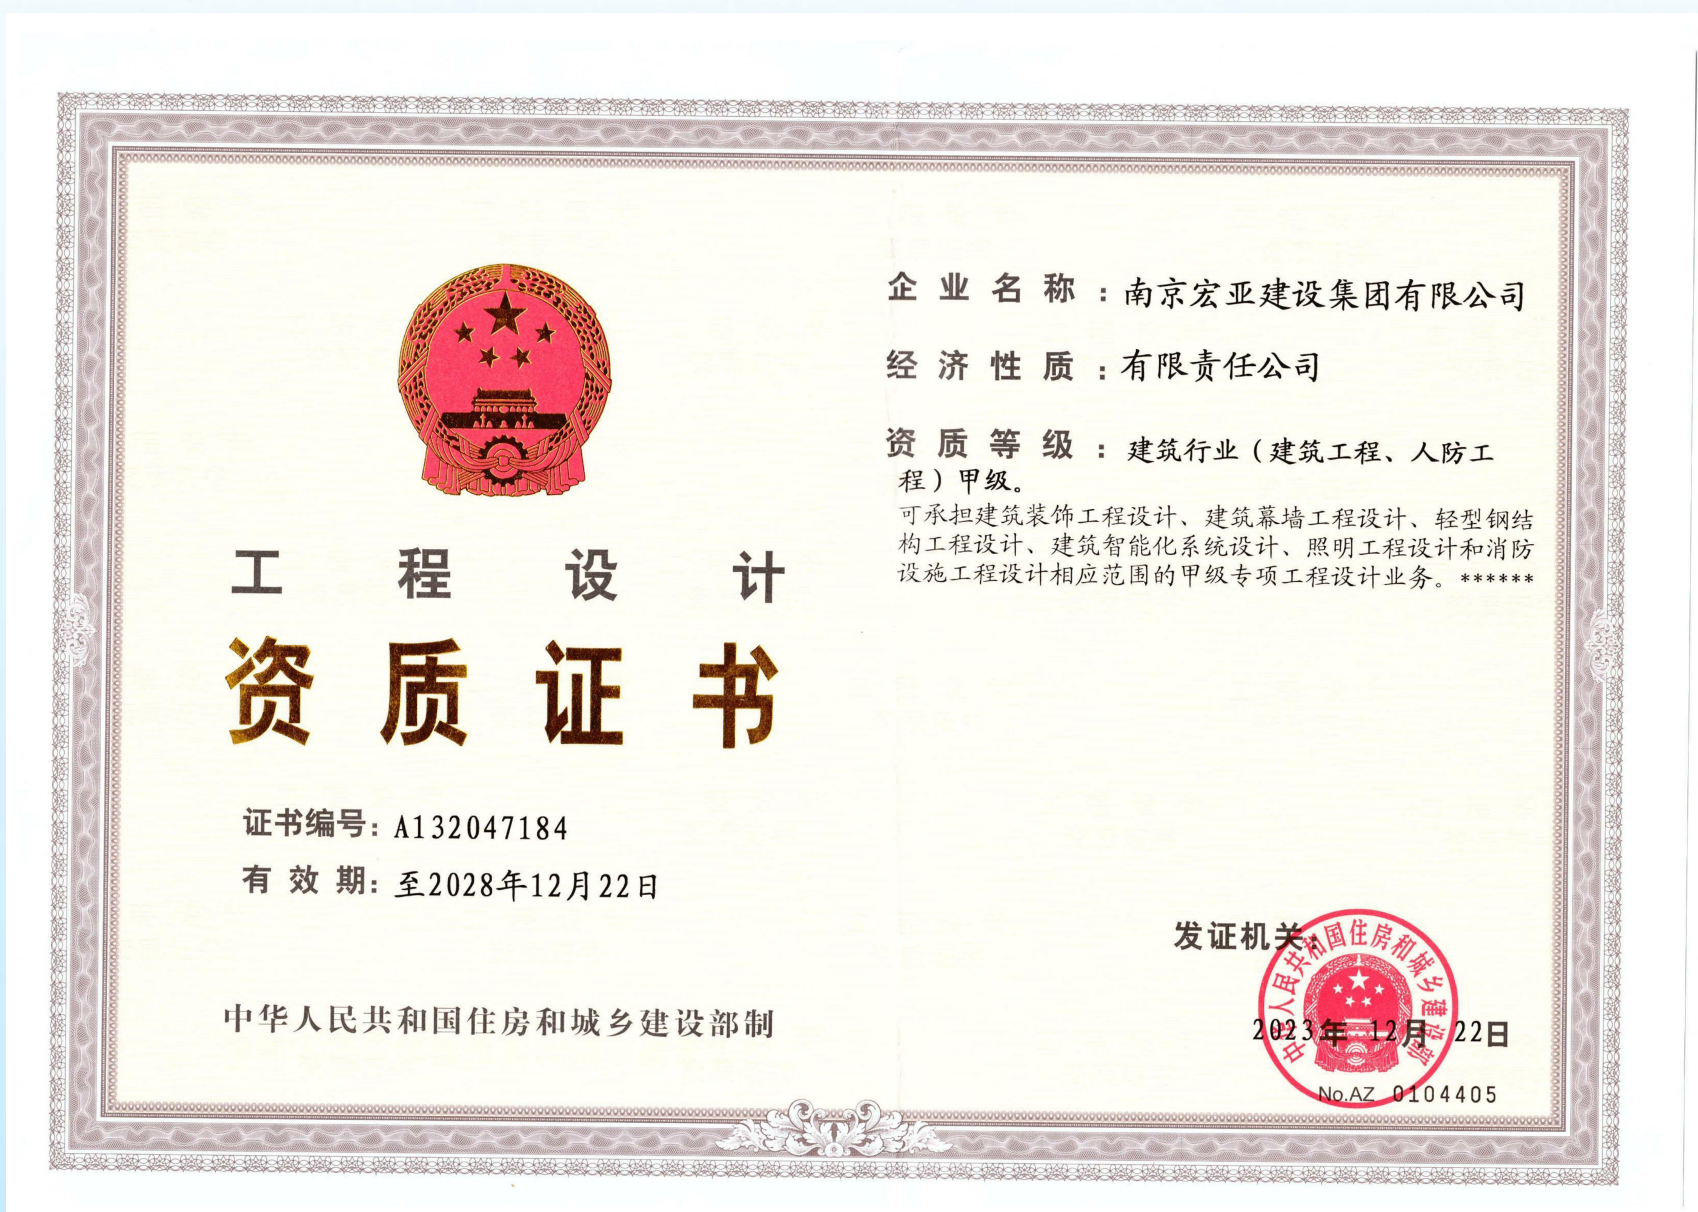 工程设计
资质证书
证书编号：A132047184
有效期：至2028年12月22日
中华人民共和国住房和城乡建设部制
企业名称：南京宏亚建设集团有限公司
经济性质：有限责任公司
资质等级：建筑行业（建筑工程、人防工
程）甲级。
可承担建筑装饰工程设计、建筑幕墙工程设计、轻型钢结
构工程设计、建筑智能化系统设计、照明工程设计和消防
设施工程设计相应范围的甲级专项工程设计业务。******
发证机关：
中华人民共和国住房和城乡建设部
2023年 12月 22日
No.AZ 0104405